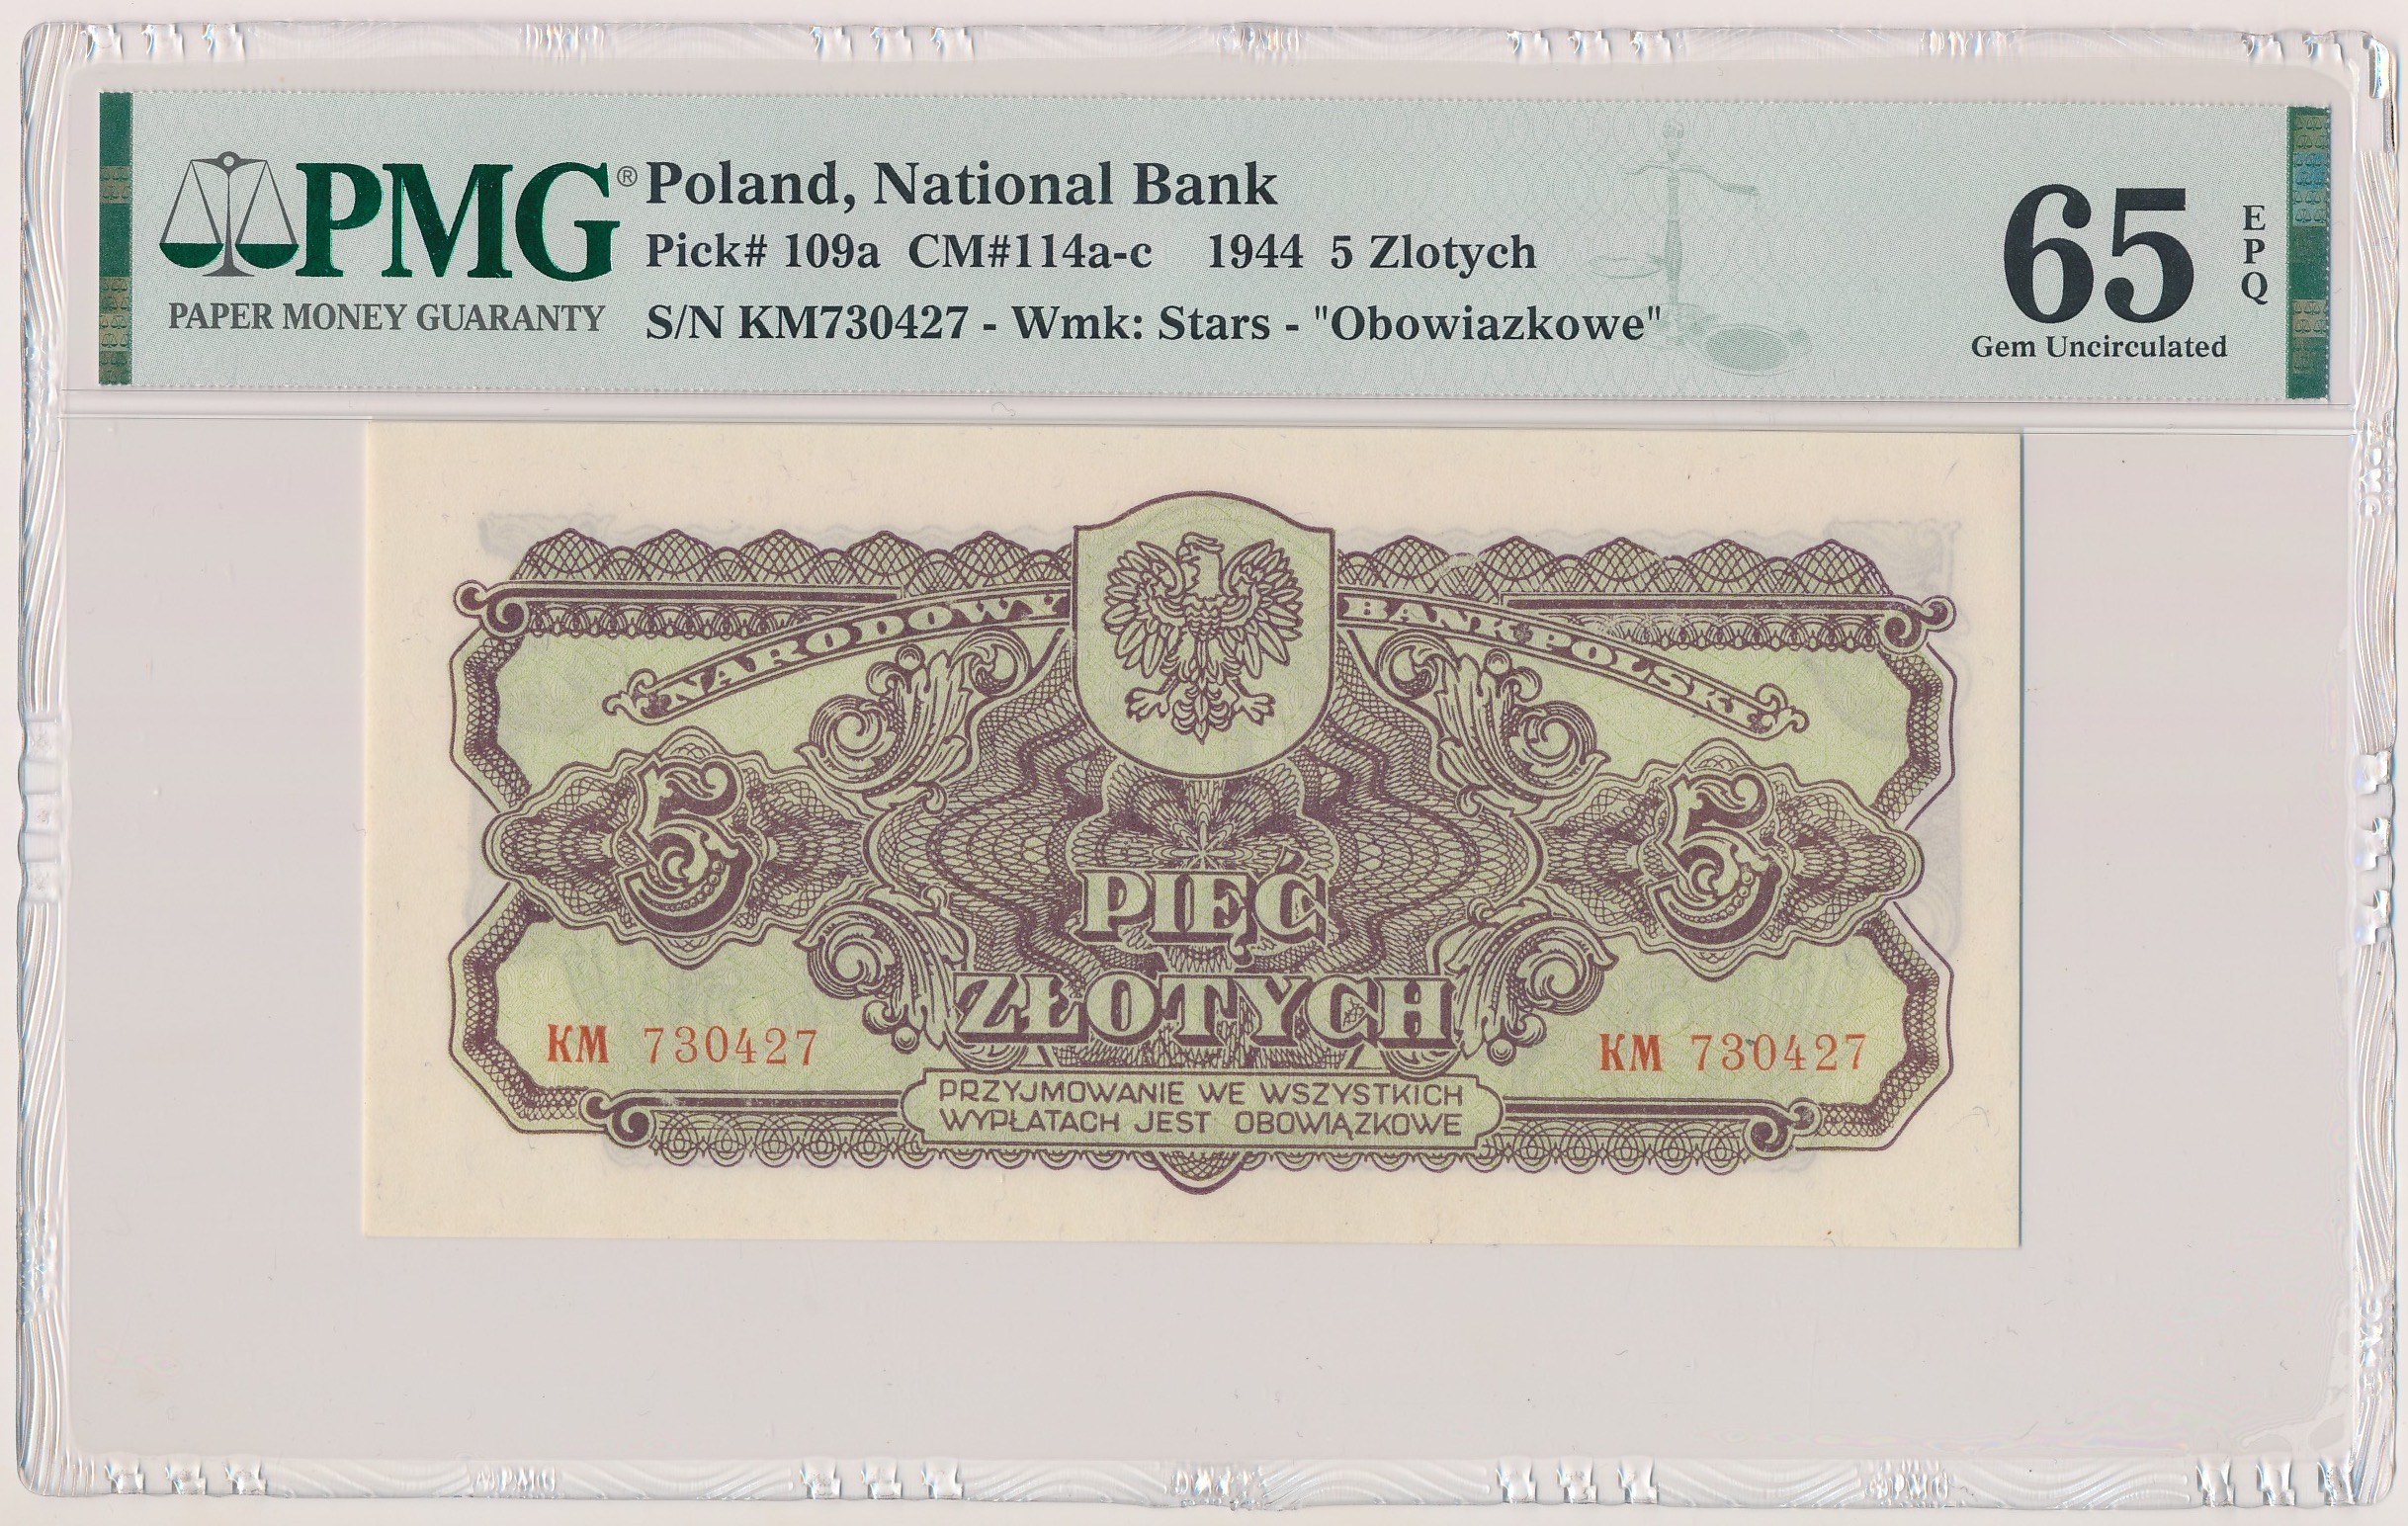 PMG®
PAPER MONEY GUARANTY
Poland, National Bank
Pick# 109a CM#114a-c 1944 5 Zlotych
S/N KM730427 - Wmk: Stars - "Obowiazkowe"
65
EPQ
Gem Uncirculated
NARODOWY BANK POLSKI
5 5
PIĘĆ
ZŁOTYCH
KM 730427 KM 730427
PRZYJMOWANIE WE WSZYSTKICH
WYPŁATACH JEST OBOWIĄZKOWE